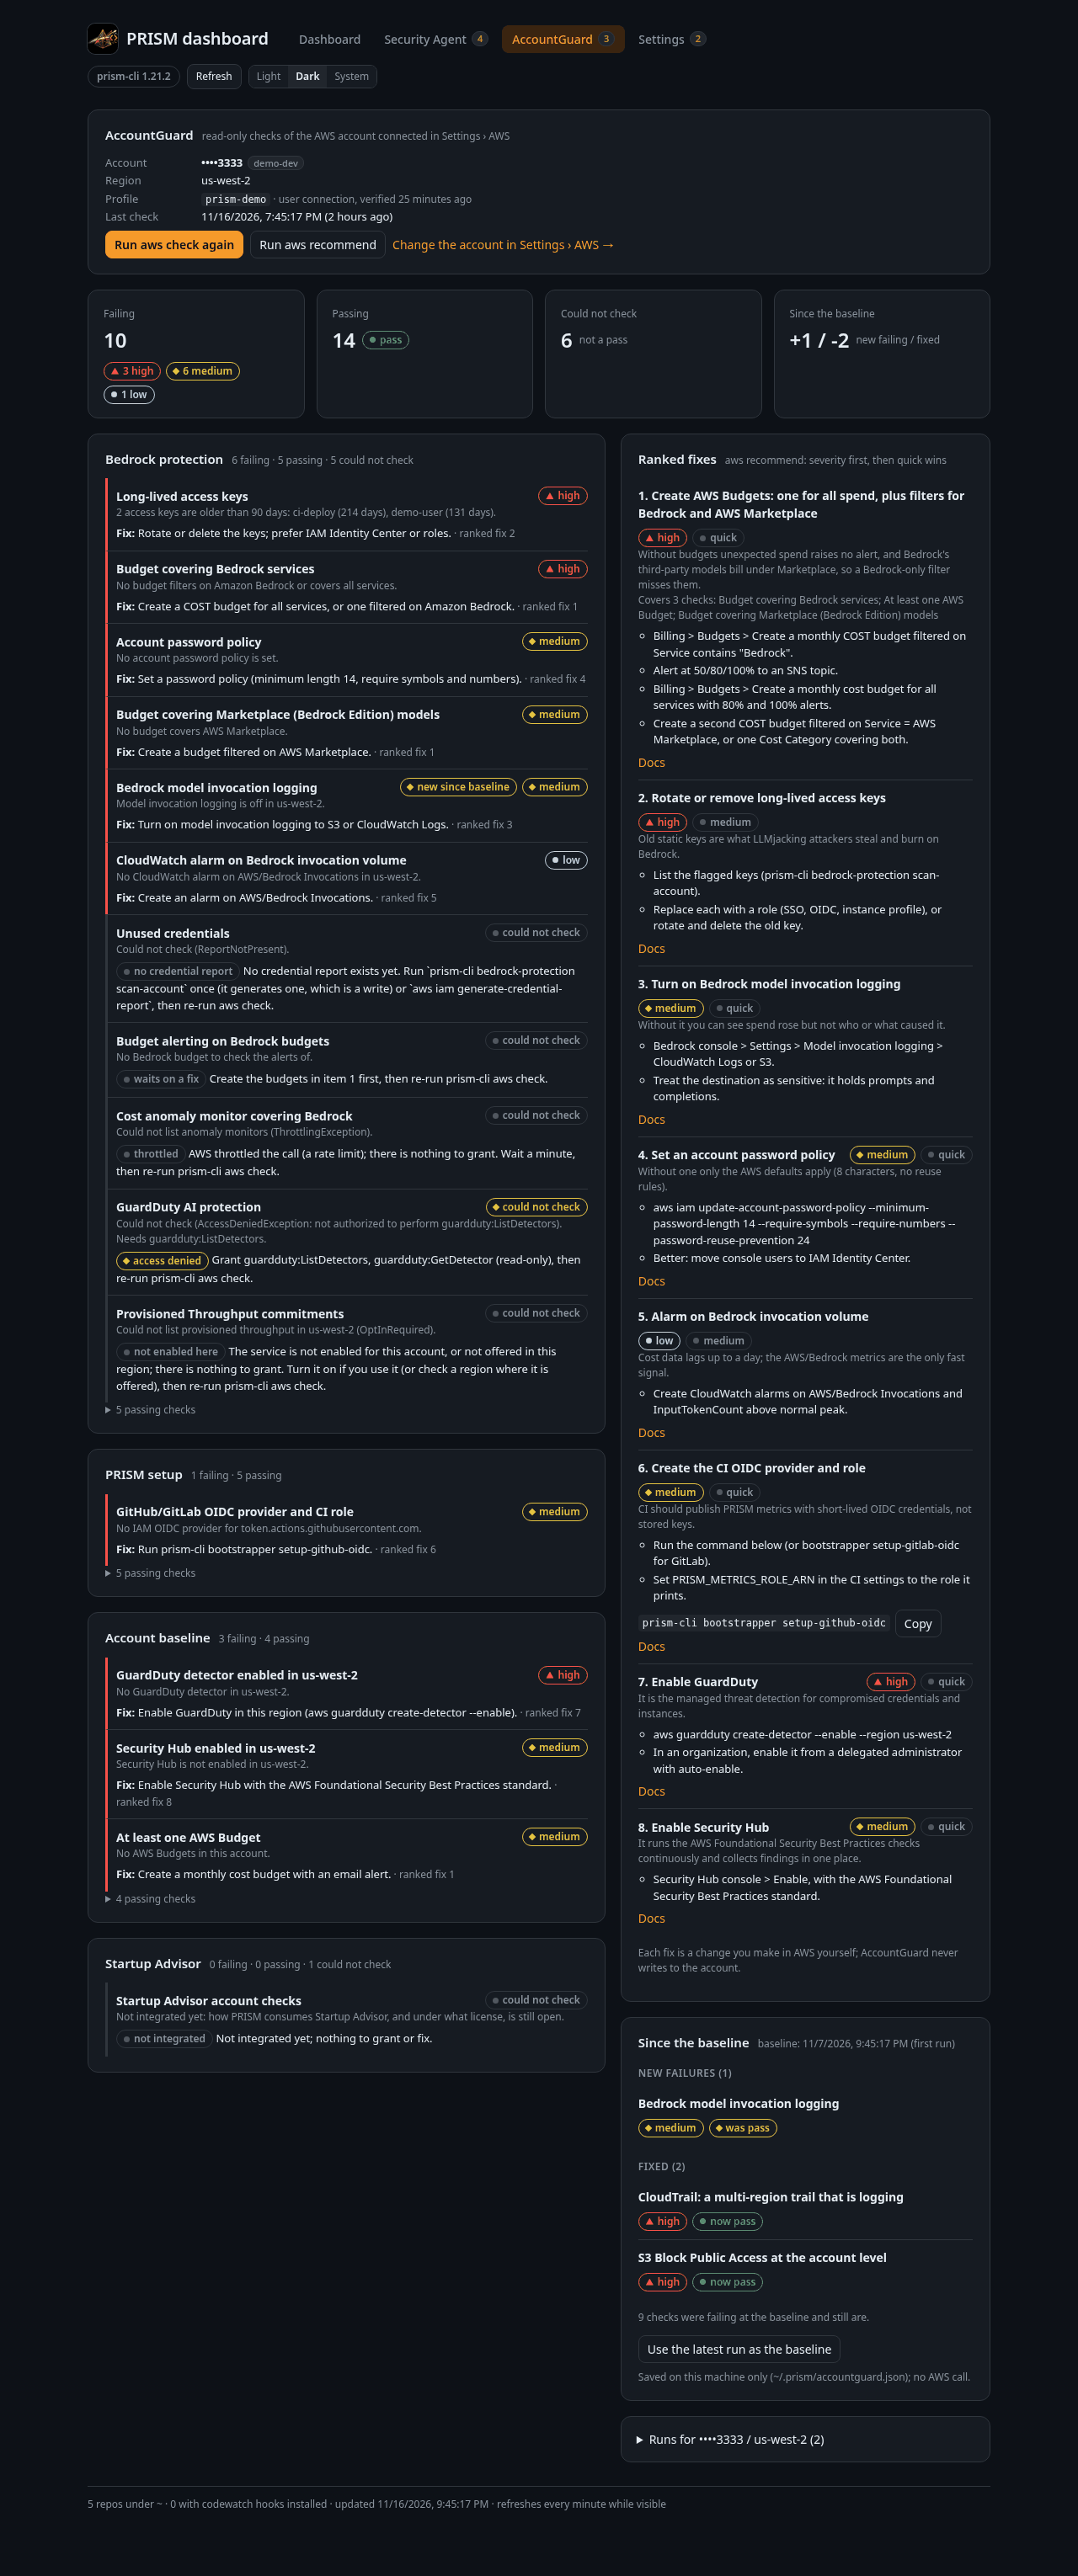 PRISM dashboard
Dashboard
Security Agent 4
AccountGuard 3
Settings 2
prism-cli 1.21.2
Refresh
Light Dark System
AccountGuard read-only checks of the AWS account connected in Settings › AWS
Account ••••3333 demo-dev
Region us-west-2
Profile prism-demo · user connection, verified 25 minutes ago
Last check 11/16/2026, 7:45:17 PM (2 hours ago)
Run aws check again
Run aws recommend
Change the account in Settings › AWS →
Failing
10
3 high
6 medium
1 low
Passing
14 pass
Could not check
6 not a pass
Since the baseline
+1 / -2 new failing / fixed
Bedrock protection 6 failing · 5 passing · 5 could not check
Long-lived access keys high
2 access keys are older than 90 days: ci-deploy (214 days), demo-user (131 days).
Fix: Rotate or delete the keys; prefer IAM Identity Center or roles. · ranked fix 2
Budget covering Bedrock services high
No budget filters on Amazon Bedrock or covers all services.
Fix: Create a COST budget for all services, or one filtered on Amazon Bedrock. · ranked fix 1
Account password policy medium
No account password policy is set.
Fix: Set a password policy (minimum length 14, require symbols and numbers). · ranked fix 4
Budget covering Marketplace (Bedrock Edition) models medium
No budget covers AWS Marketplace.
Fix: Create a budget filtered on AWS Marketplace. · ranked fix 1
Bedrock model invocation logging new since baseline medium
Model invocation logging is off in us-west-2.
Fix: Turn on model invocation logging to S3 or CloudWatch Logs. · ranked fix 3
CloudWatch alarm on Bedrock invocation volume low
No CloudWatch alarm on AWS/Bedrock Invocations in us-west-2.
Fix: Create an alarm on AWS/Bedrock Invocations. · ranked fix 5
Unused credentials could not check
Could not check (ReportNotPresent).
no credential report No credential report exists yet. Run `prism-cli bedrock-protection
scan-account` once (it generates one, which is a write) or `aws iam generate-credential-
report`, then re-run aws check.
Budget alerting on Bedrock budgets could not check
No Bedrock budget to check the alerts of.
waits on a fix Create the budgets in item 1 first, then re-run prism-cli aws check.
Cost anomaly monitor covering Bedrock could not check
Could not list anomaly monitors (ThrottlingException).
throttled AWS throttled the call (a rate limit); there is nothing to grant. Wait a minute,
then re-run prism-cli aws check.
GuardDuty AI protection could not check
Could not check (AccessDeniedException: not authorized to perform guardduty:ListDetectors).
Needs guardduty:ListDetectors.
access denied Grant guardduty:ListDetectors, guardduty:GetDetector (read-only), then
re-run prism-cli aws check.
Provisioned Throughput commitments could not check
Could not list provisioned throughput in us-west-2 (OptInRequired).
not enabled here The service is not enabled for this account, or not offered in this
region; there is nothing to grant. Turn it on if you use it (or check a region where it is
offered), then re-run prism-cli aws check.
5 passing checks
PRISM setup 1 failing · 5 passing
GitHub/GitLab OIDC provider and CI role medium
No IAM OIDC provider for token.actions.githubusercontent.com.
Fix: Run prism-cli bootstrapper setup-github-oidc. · ranked fix 6
5 passing checks
Account baseline 3 failing · 4 passing
GuardDuty detector enabled in us-west-2 high
No GuardDuty detector in us-west-2.
Fix: Enable GuardDuty in this region (aws guardduty create-detector --enable). · ranked fix 7
Security Hub enabled in us-west-2 medium
Security Hub is not enabled in us-west-2.
Fix: Enable Security Hub with the AWS Foundational Security Best Practices standard. ·
ranked fix 8
At least one AWS Budget medium
No AWS Budgets in this account.
Fix: Create a monthly cost budget with an email alert. · ranked fix 1
4 passing checks
Startup Advisor 0 failing · 0 passing · 1 could not check
Startup Advisor account checks could not check
Not integrated yet: how PRISM consumes Startup Advisor, and under what license, is still open.
not integrated Not integrated yet; nothing to grant or fix.
Ranked fixes aws recommend: severity first, then quick wins
1. Create AWS Budgets: one for all spend, plus filters for
Bedrock and AWS Marketplace
high quick
Without budgets unexpected spend raises no alert, and Bedrock's
third-party models bill under Marketplace, so a Bedrock-only filter
misses them.
Covers 3 checks: Budget covering Bedrock services; At least one AWS
Budget; Budget covering Marketplace (Bedrock Edition) models
Billing > Budgets > Create a monthly COST budget filtered on
Service contains "Bedrock".
Alert at 50/80/100% to an SNS topic.
Billing > Budgets > Create a monthly cost budget for all
services with 80% and 100% alerts.
Create a second COST budget filtered on Service = AWS
Marketplace, or one Cost Category covering both.
Docs
2. Rotate or remove long-lived access keys
high medium
Old static keys are what LLMjacking attackers steal and burn on
Bedrock.
List the flagged keys (prism-cli bedrock-protection scan-
account).
Replace each with a role (SSO, OIDC, instance profile), or
rotate and delete the old key.
Docs
3. Turn on Bedrock model invocation logging
medium quick
Without it you can see spend rose but not who or what caused it.
Bedrock console > Settings > Model invocation logging >
CloudWatch Logs or S3.
Treat the destination as sensitive: it holds prompts and
completions.
Docs
4. Set an account password policy medium quick
Without one only the AWS defaults apply (8 characters, no reuse
rules).
aws iam update-account-password-policy --minimum-
password-length 14 --require-symbols --require-numbers --
password-reuse-prevention 24
Better: move console users to IAM Identity Center.
Docs
5. Alarm on Bedrock invocation volume
low medium
Cost data lags up to a day; the AWS/Bedrock metrics are the only fast
signal.
Create CloudWatch alarms on AWS/Bedrock Invocations and
InputTokenCount above normal peak.
Docs
6. Create the CI OIDC provider and role
medium quick
CI should publish PRISM metrics with short-lived OIDC credentials, not
stored keys.
Run the command below (or bootstrapper setup-gitlab-oidc
for GitLab).
Set PRISM_METRICS_ROLE_ARN in the CI settings to the role it
prints.
prism-cli bootstrapper setup-github-oidc Copy
Docs
7. Enable GuardDuty high quick
It is the managed threat detection for compromised credentials and
instances.
aws guardduty create-detector --enable --region us-west-2
In an organization, enable it from a delegated administrator
with auto-enable.
Docs
8. Enable Security Hub medium quick
It runs the AWS Foundational Security Best Practices checks
continuously and collects findings in one place.
Security Hub console > Enable, with the AWS Foundational
Security Best Practices standard.
Docs
Each fix is a change you make in AWS yourself; AccountGuard never
writes to the account.
Since the baseline baseline: 11/7/2026, 9:45:17 PM (first run)
NEW FAILURES (1)
Bedrock model invocation logging
medium was pass
FIXED (2)
CloudTrail: a multi-region trail that is logging
high now pass
S3 Block Public Access at the account level
high now pass
9 checks were failing at the baseline and still are.
Use the latest run as the baseline
Saved on this machine only (~/.prism/accountguard.json); no AWS call.
Runs for ••••3333 / us-west-2 (2)
5 repos under ~ · 0 with codewatch hooks installed · updated 11/16/2026, 9:45:17 PM · refreshes every minute while visible